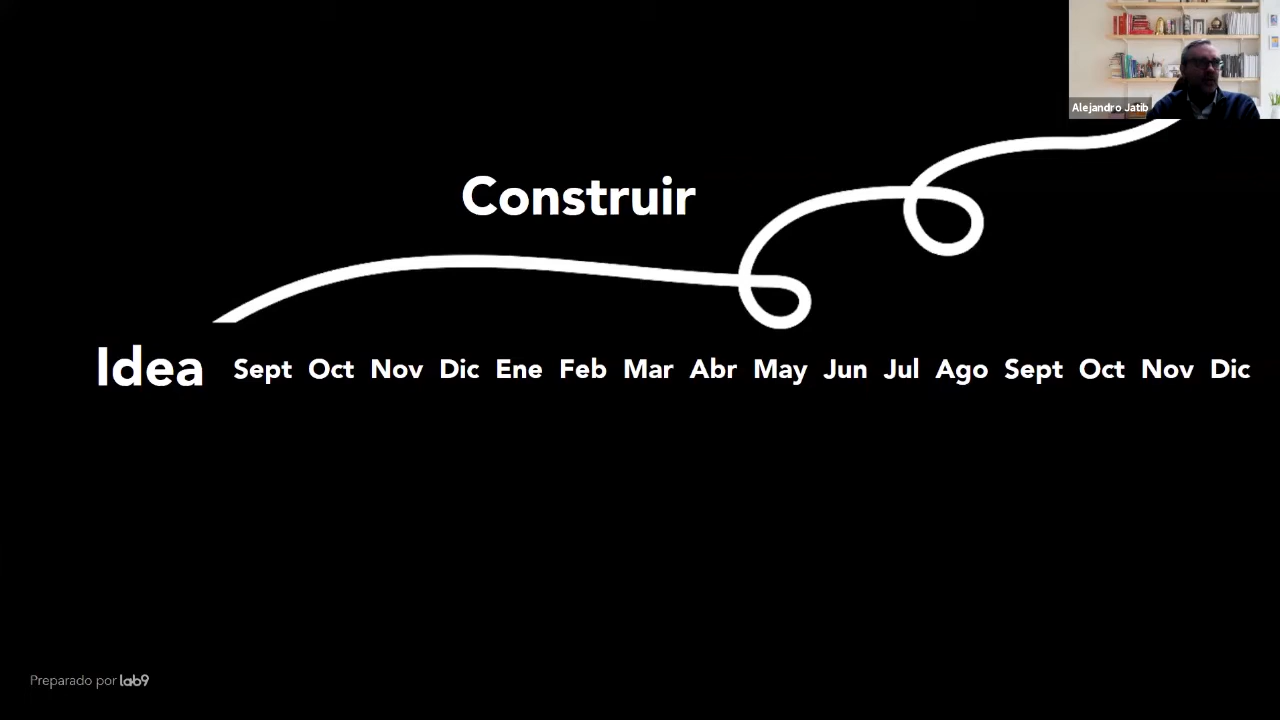 Alejandro Jatib
Construir
Idea Sept Oct Nov Dic Ene Feb Mar Abr May Jun Jul Ago Sept Oct Nov Dic
Preparado por lab9